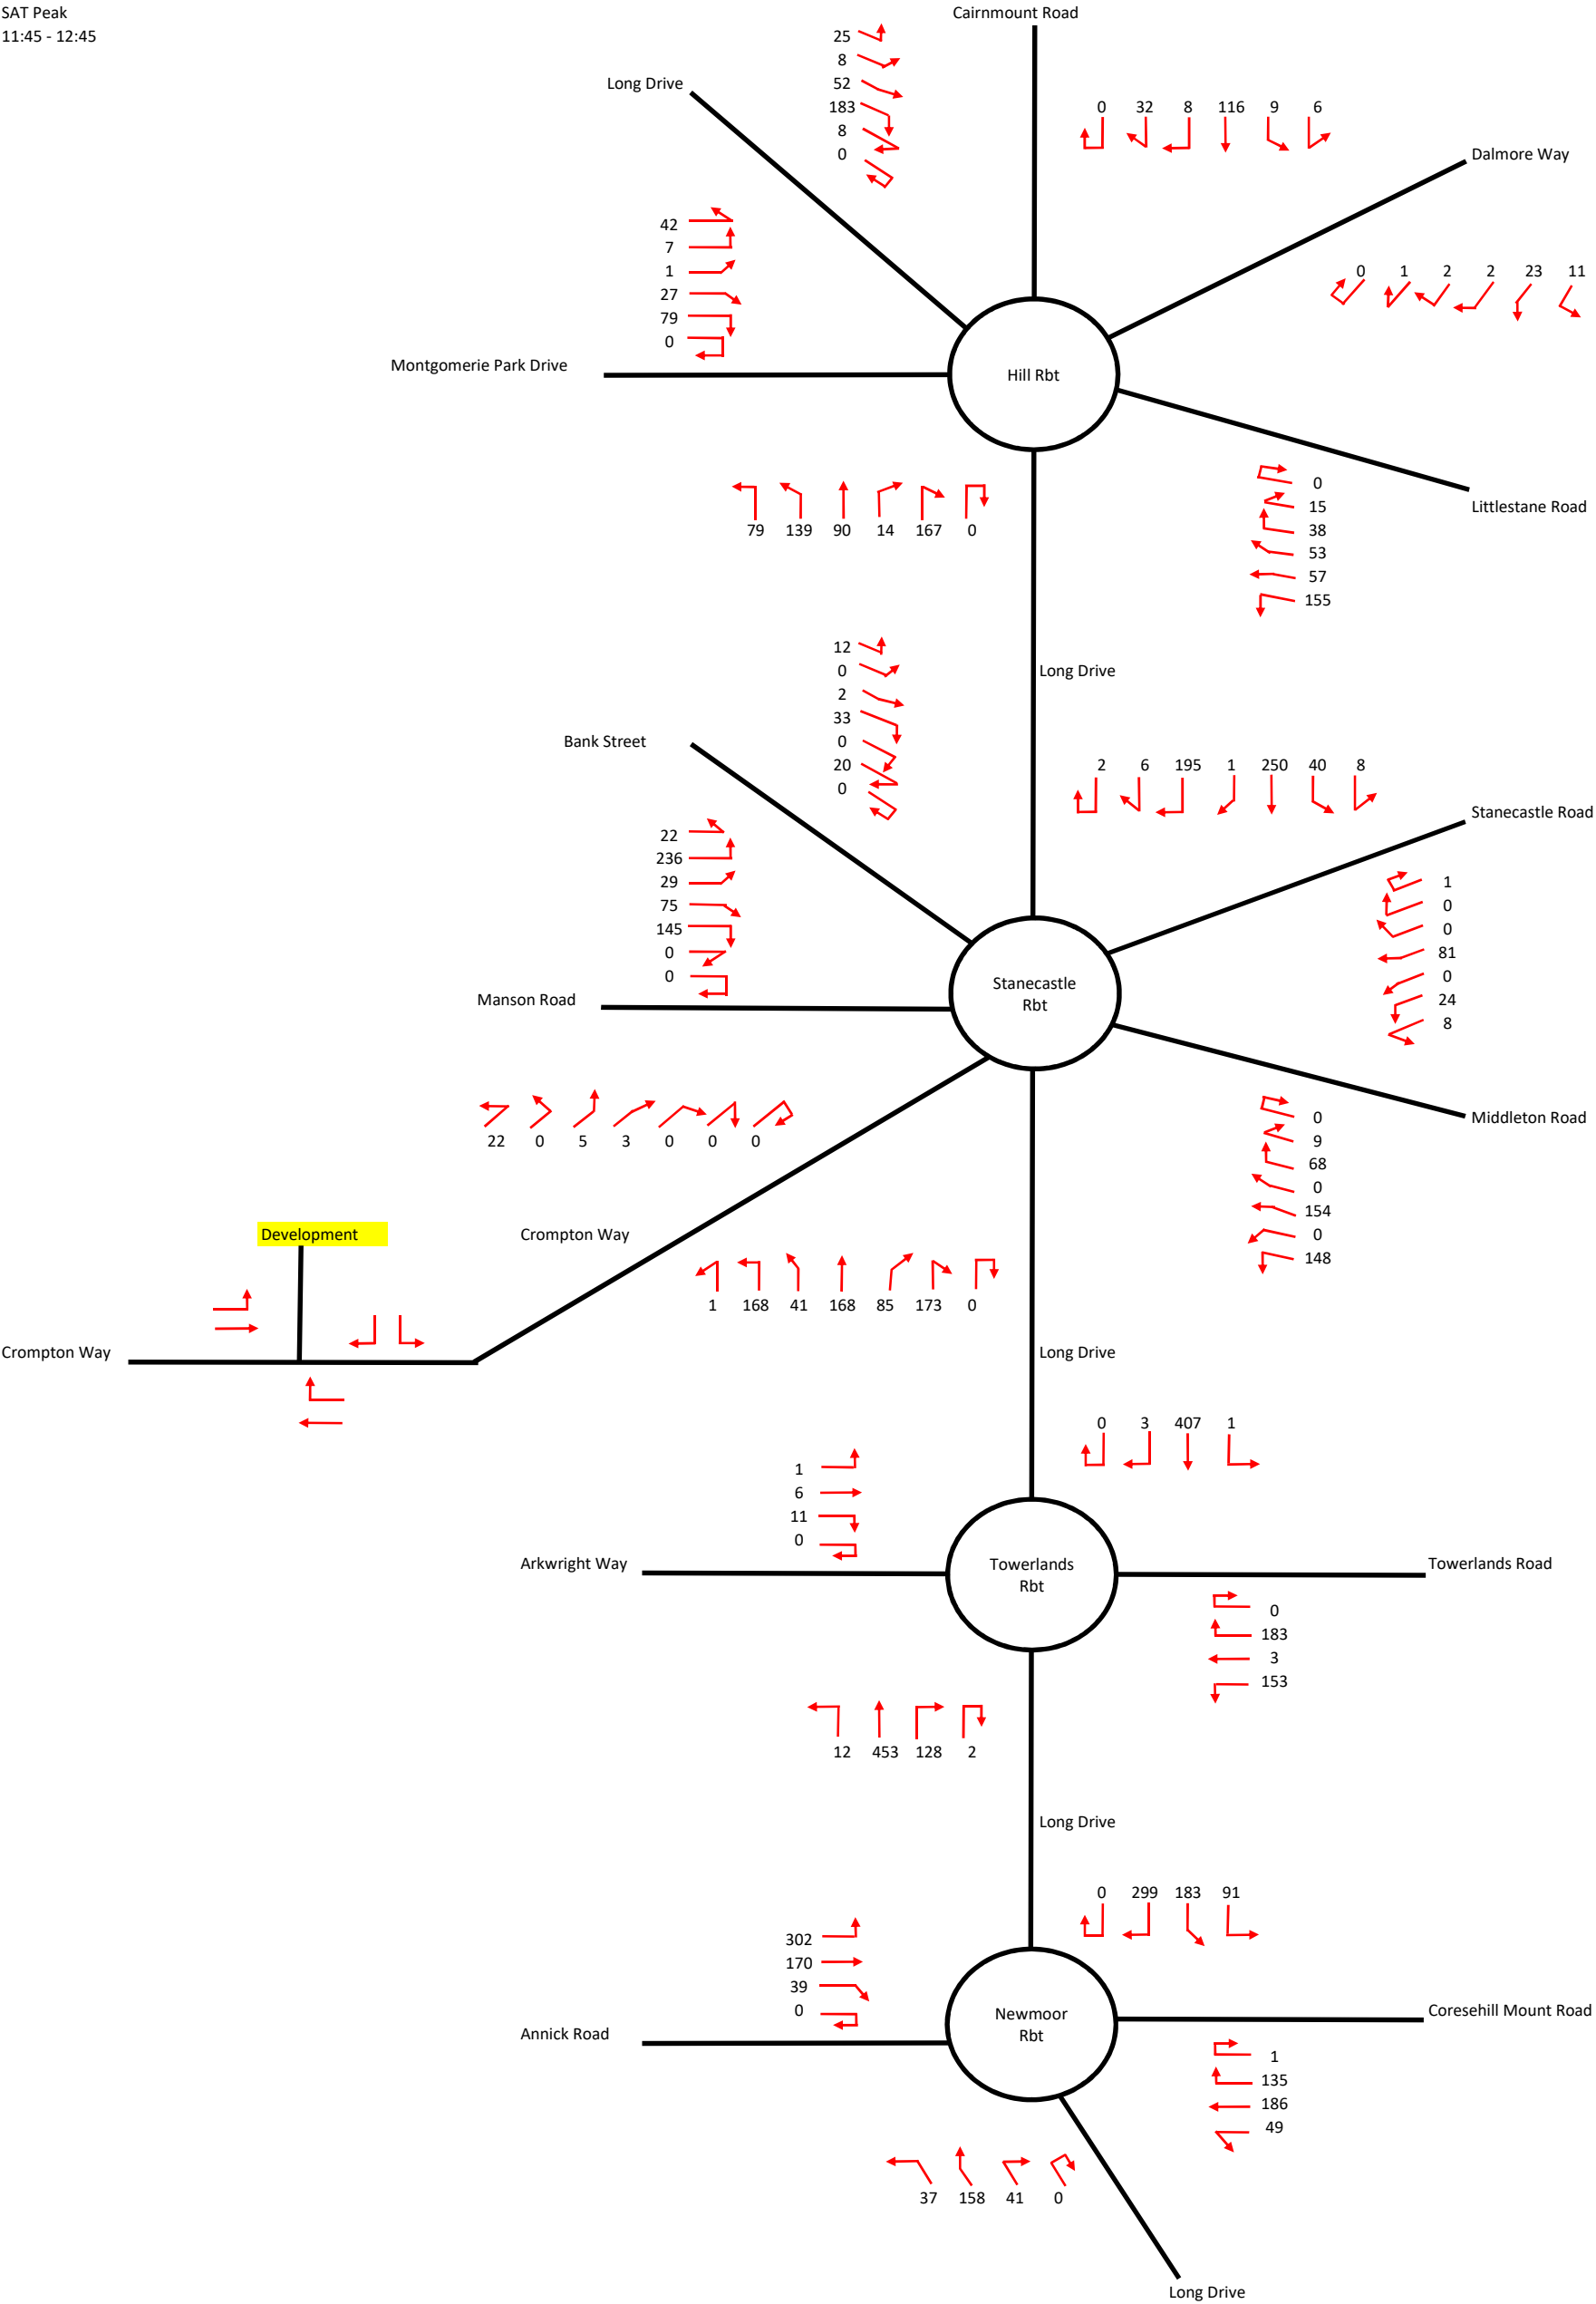 SAT Peak
11:45 - 12:45
Cairnmount Road
Long Drive
25
8
52
183
8
0
0 32 8 116 9 6
Dalmore Way
42
7
1
27
79
0
0 1 2 2 23 11
Montgomerie Park Drive
Hill Rbt
79 139 90 14 167 0
0
15
38
53
57
155
Littlestane Road
Long Drive
12
0
2
33
0
20
0
Bank Street
2 6 195 1 250 40 8
Stanecastle Road
22
236
29
75
145
0
0
1
0
0
81
0
24
8
Manson Road
Stanecastle
Rbt
22 0 5 3 0 0 0
0
9
68
0
154
0
148
Middleton Road
Development
Crompton Way
1 168 41 168 85 173 0
Crompton Way
Long Drive
0 3 407 1
1
6
11
0
Arkwright Way
Towerlands
Rbt
Towerlands Road
0
183
3
153
12 453 128 2
Long Drive
0 299 183 91
302
170
39
0
Annick Road
Newmoor
Rbt
Coresehill Mount Road
1
135
186
49
37 158 41 0
Long Drive